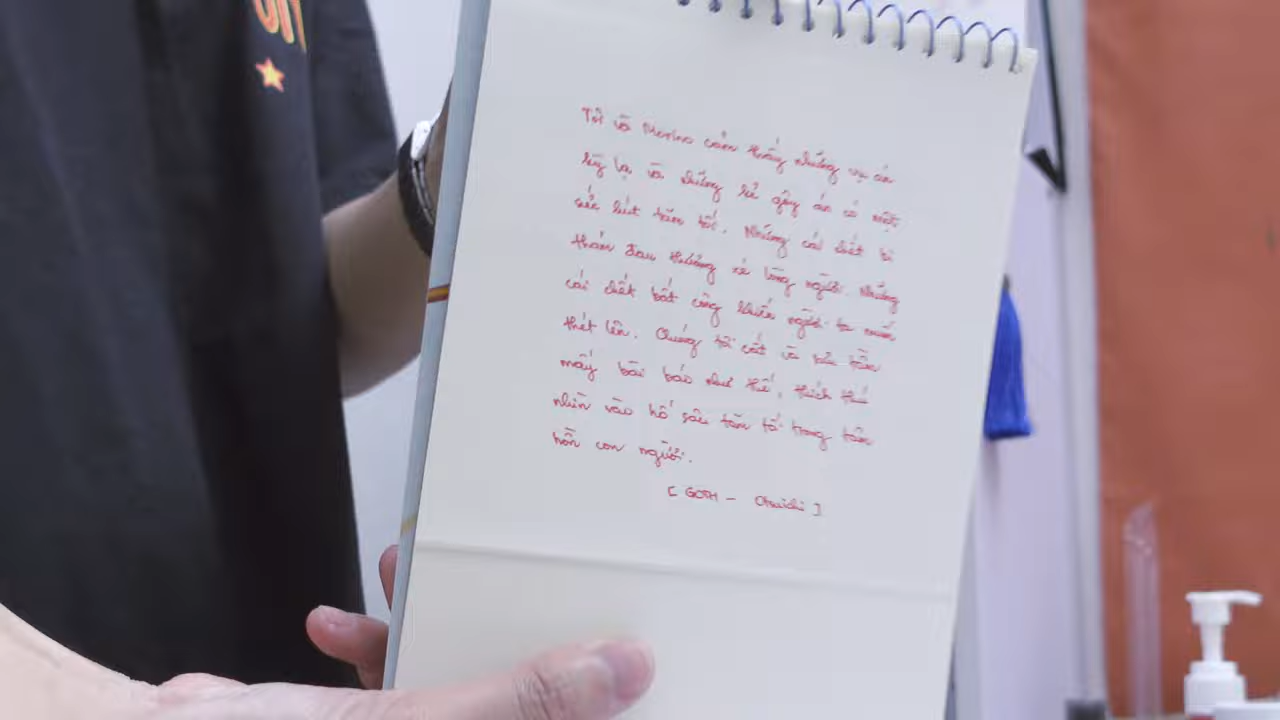 Tôi và Morino cảm thấy những vụ án
kỳ lạ và những kẻ gây án có một
sức hút tăm tối. Những cái chết bi
thảm đau thương xé lòng người. Những
cái chết bất công khiến người ta muốn
thét lên. Chúng tôi cắt và sưu tầm
mấy bài báo như thế, thích thú
nhìn vào hố sâu tăm tối trong tâm
hồn con người.
[ GOTH - Otsuichi ]